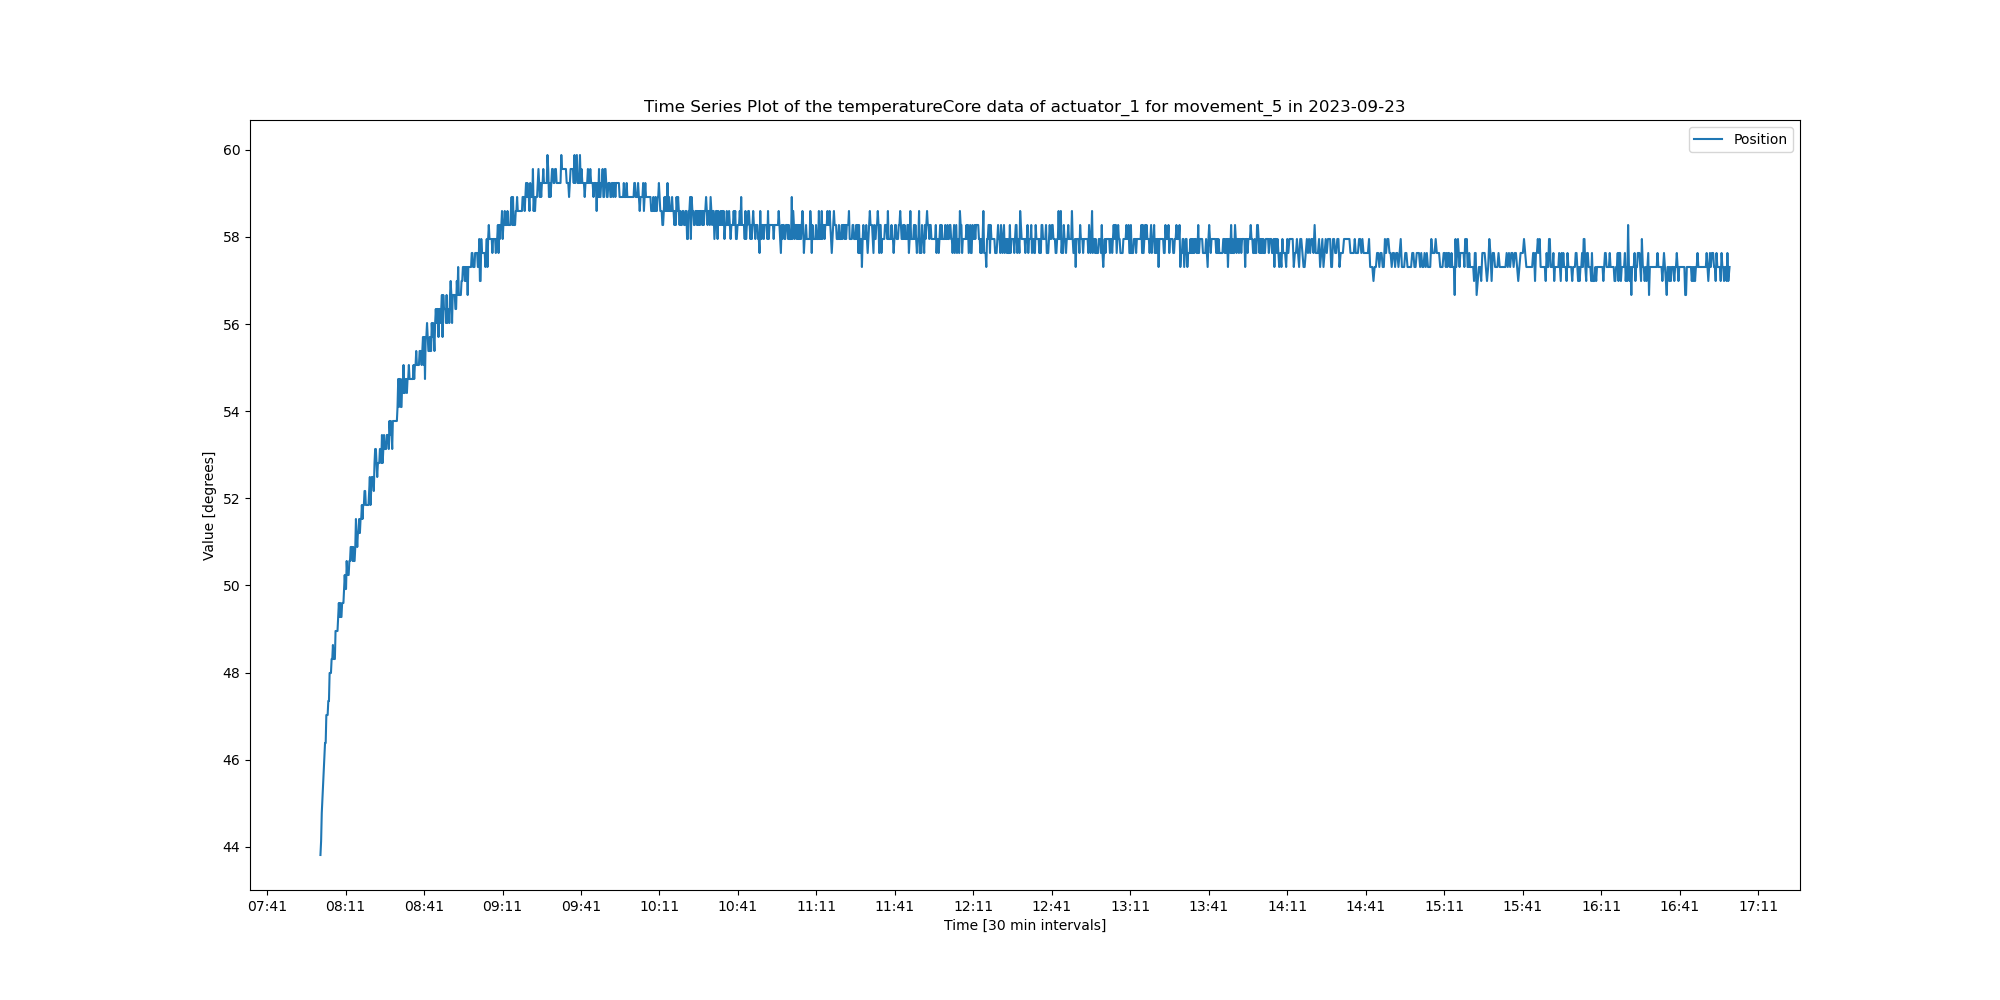 Time Series Plot of the temperatureCore data of actuator_1 for movement_5 in 2023-09-23
Position
60
58
56
54
52
50
48
46
44
Value [degrees]
07:41 08:11 08:41 09:11 09:41 10:11 10:41 11:11 11:41 12:11 12:41 13:11 13:41 14:11 14:41 15:11 15:41 16:11 16:41 17:11
Time [30 min intervals]